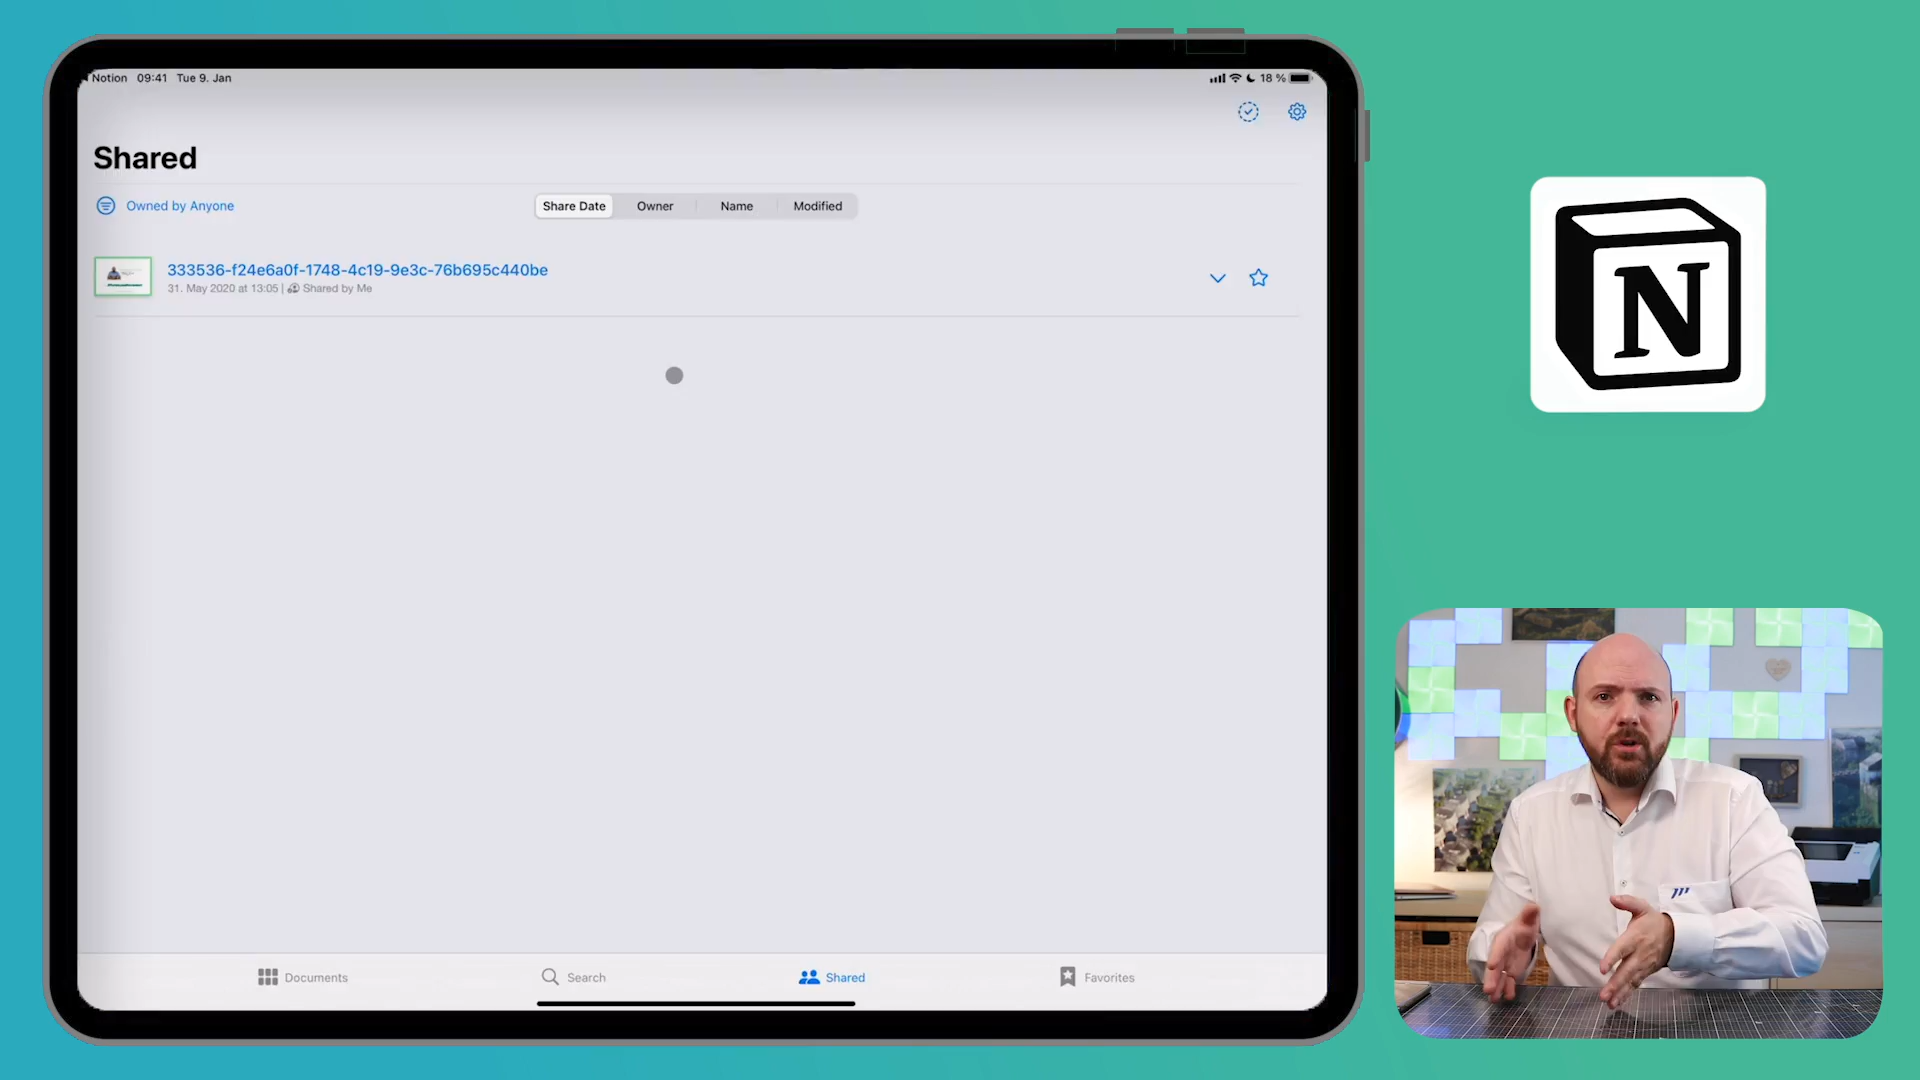 Notion 09:41 Tue 9. Jan
18 %
Shared
Owned by Anyone
Share Date Owner Name Modified
333536-f24e6a0f-1748-4c19-9e3c-76b695c440be
31. May 2020 at 13:05 | Shared by Me
Documents Search Shared Favorites
N